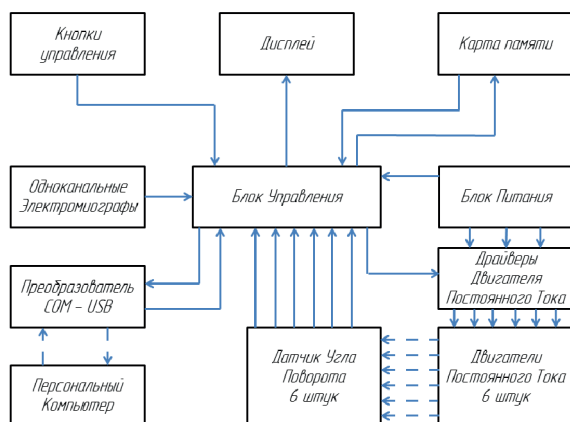 Кнопки
управления
Дисплей
Карта памяти
Одноканальные
Электромиографы
Блок Управления
Блок Питания
Преобразователь
COM - USB
Драйверы
Двигателя
Постоянного Тока
Персональный
Компьютер
Датчик Угла
Поворота
6 штук
Двигатели
Постоянного Тока
6 штук